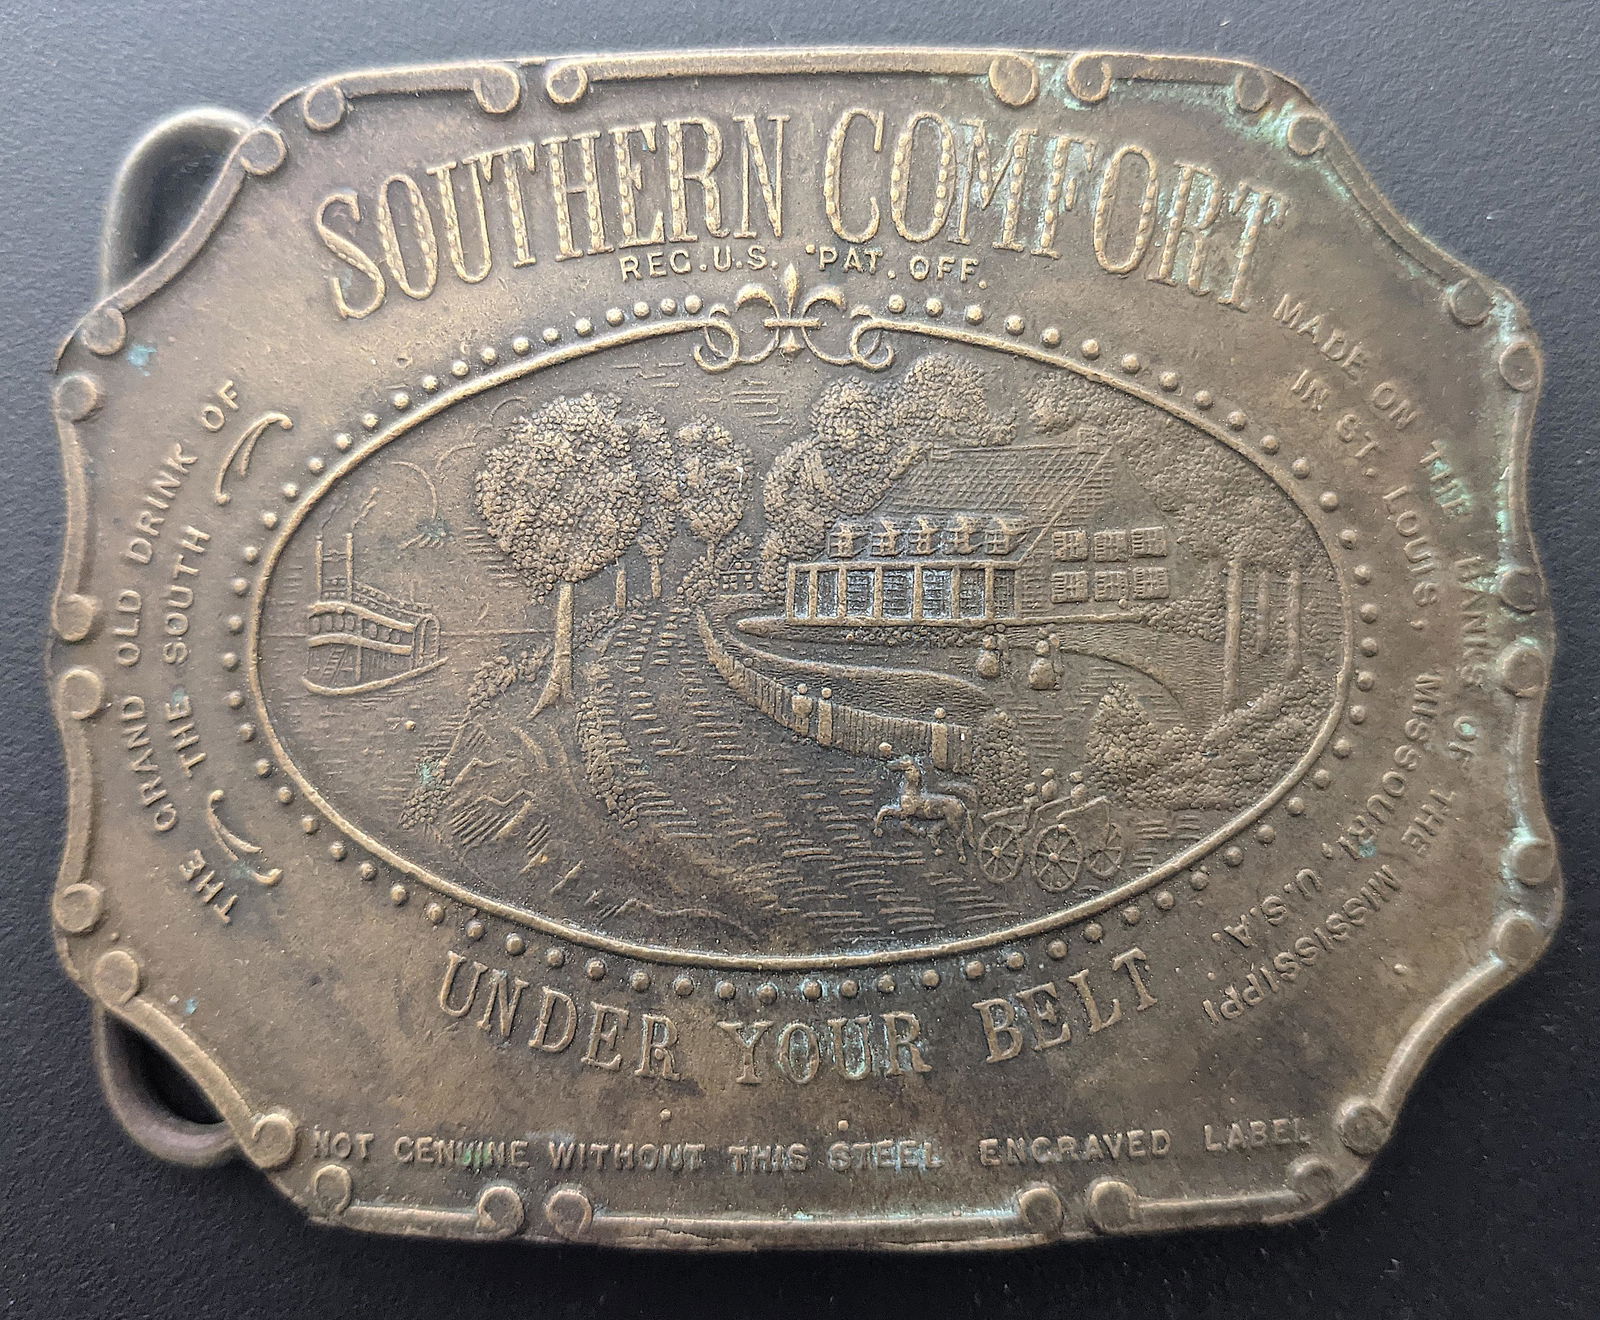 SOUTHERN COMFORT
REG. U.S. PAT. OFF.
THE GRAND OLD DRINK OF
THE SOUTH
MADE ON THE BANKS OF THE MISSISSIPPI
IN ST. LOUIS, MISSOURI, U.S.A.
UNDER YOUR BELT
NOT GENUINE WITHOUT THIS STEEL ENGRAVED LABEL